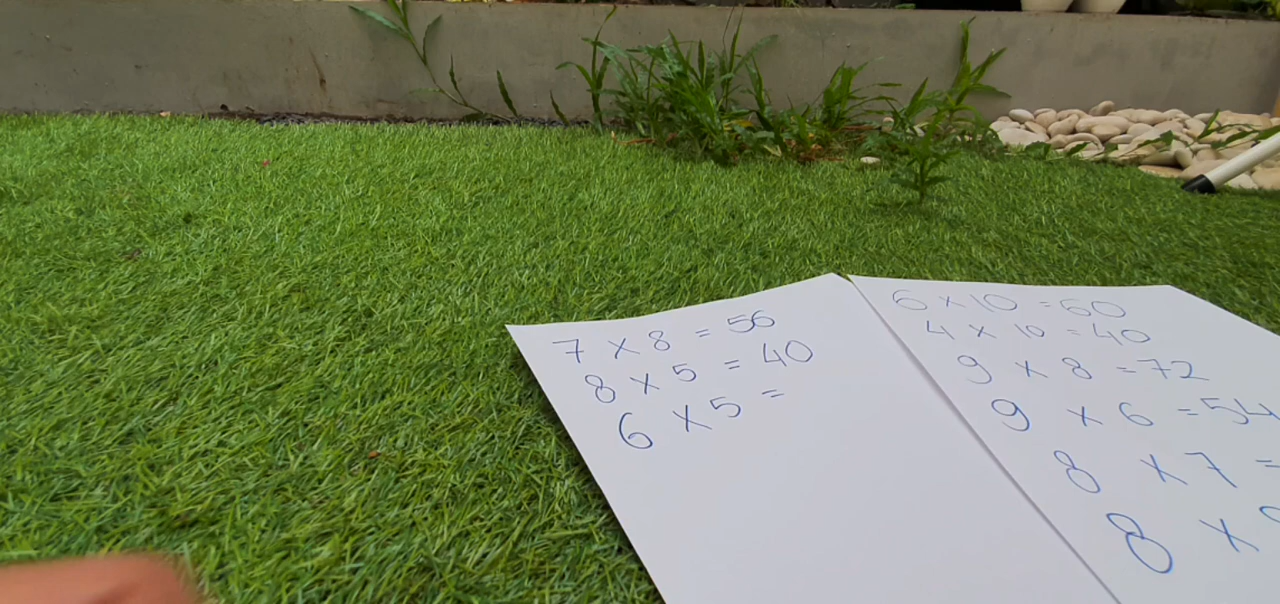 7 x 8 = 56
8 x 5 = 40
6 x 5 =
6 x 10 = 60
4 x 10 = 40
9 x 8 = 72
9 x 6 = 54
8 x 7 =
8 x